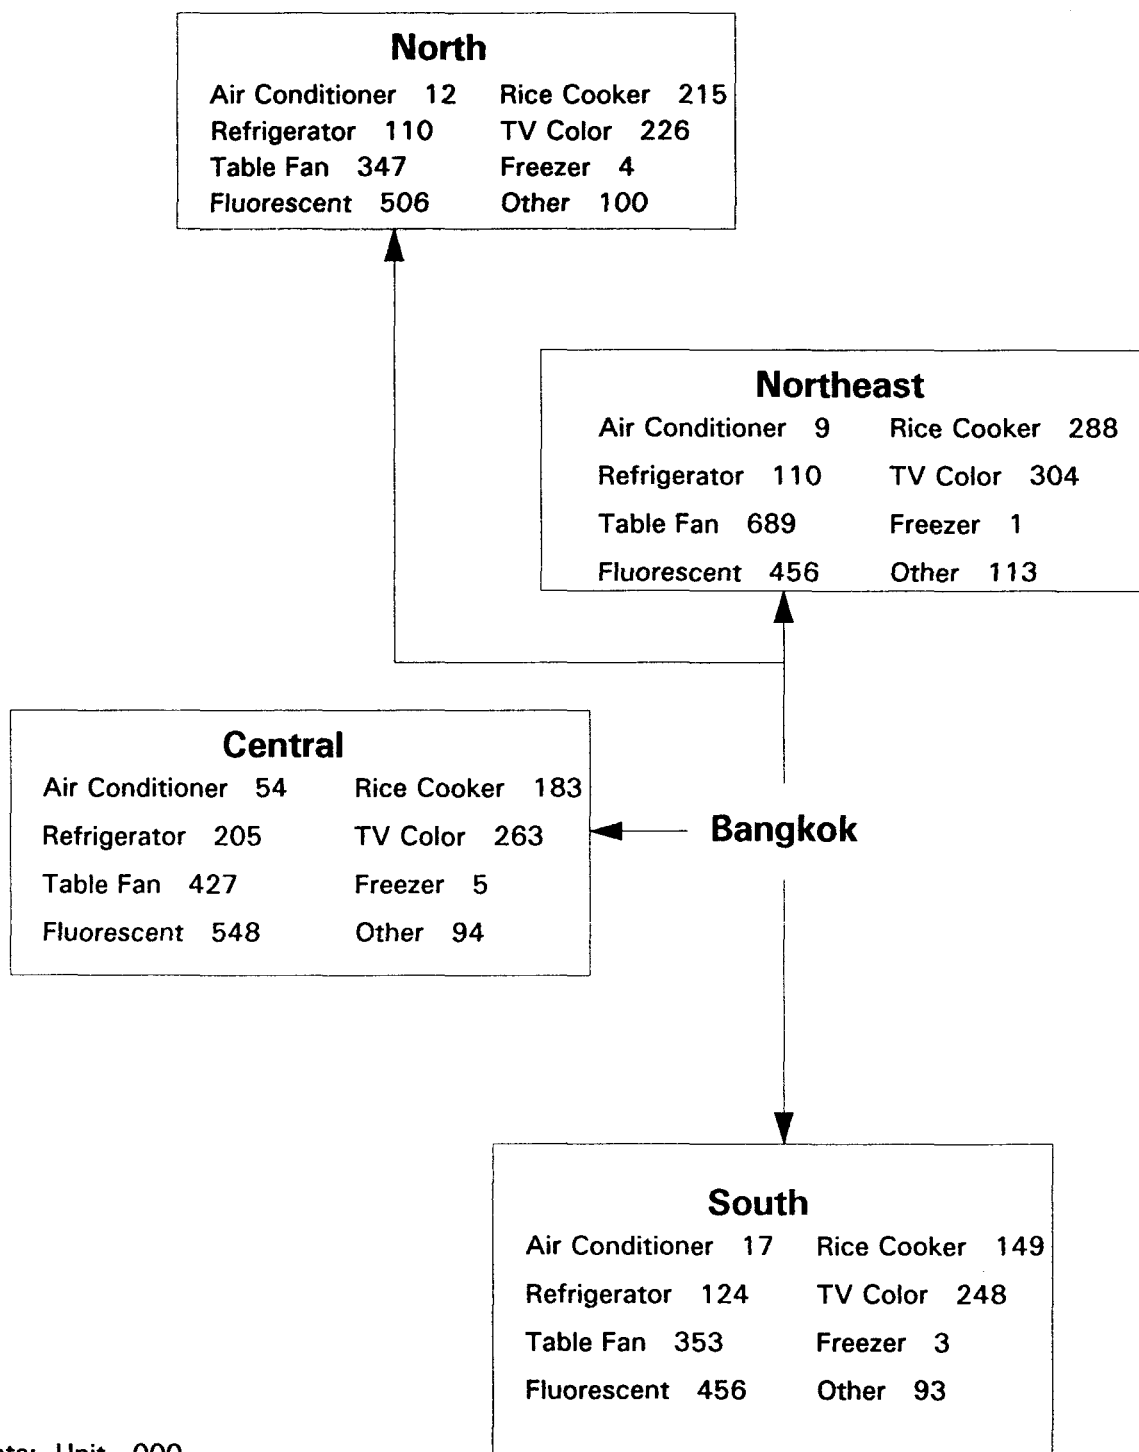 North
Air Conditioner 12 Rice Cooker 215
Refrigerator 110 TV Color 226
Table Fan 347 Freezer 4
Fluorescent 506 Other 100
Northeast
Air Conditioner 9 Rice Cooker 288
Refrigerator 110 TV Color 304
Table Fan 689 Freezer 1
Fluorescent 456 Other 113
Central
Air Conditioner 54 Rice Cooker 183
Refrigerator 205 TV Color 263
Table Fan 427 Freezer 5
Fluorescent 548 Other 94
Bangkok
South
Air Conditioner 17 Rice Cooker 149
Refrigerator 124 TV Color 248
Table Fan 353 Freezer 3
Fluorescent 456 Other 93
Unit 000